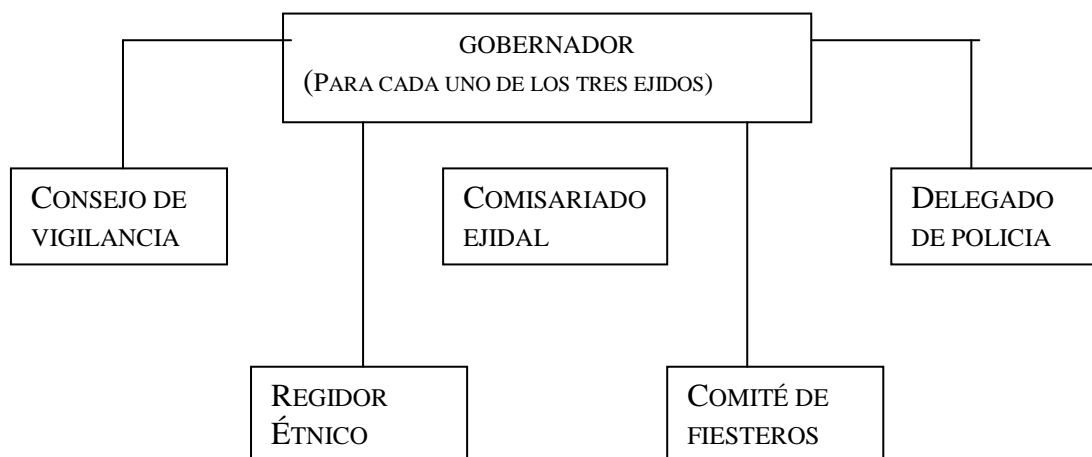 GOBERNADOR
(PARA CADA UNO DE LOS TRES EJIDOS)
CONSEJO DE
VIGILANCIA
COMISARIADO
EJIDAL
DELEGADO
DE POLICIA
REGIDOR
ÉTNICO
COMITÉ DE
FIESTEROS